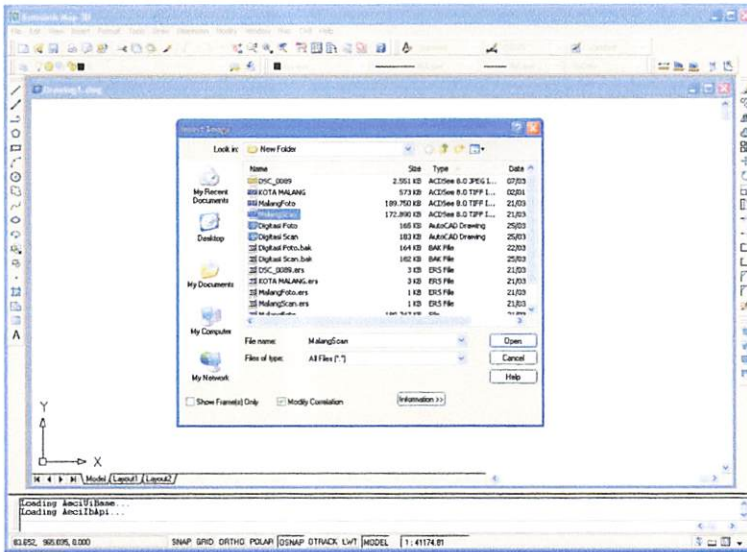 Autodesk Map 3D
Drawing1.dwg
Insert Image
Look in: New Folder
Name Size Type Date
DSC_0089 2.551 KB ACDSee 8.0 JPEG I... 07/03
KOTA MALANG 573 KB ACDSee 8.0 TIFF I... 02/01
MalangFoto 189.750 KB ACDSee 8.0 TIFF I... 21/03
MalangScan 172.890 KB ACDSee 8.0 TIFF I... 21/03
Digitasi Foto 165 KB AutoCAD Drawing 25/03
Digitasi Scan 183 KB AutoCAD Drawing 25/03
Digitasi Foto.bak 164 KB BAK File 22/03
Digitasi Scan.bak 162 KB BAK File 25/03
DSC_0089.ers 3 KB ERS File 21/03
KOTA MALANG.ers 3 KB ERS File 21/03
MalangFoto.ers 1 KB ERS File 21/03
MalangScan.ers 1 KB ERS File 21/03
My Recent Documents
Desktop
My Documents
My Computer
My Network
File name: MalangScan Open
Files of type: All Files (*.*) Cancel
Help
Show Frame(s) Only Modify Correlation Information >>
Y
X
Model Layout1 Layout2
Loading AecUiBase...
Loading AecIbApi...
SNAP GRID ORTHO POLAR OSNAP OTRACK LWT MODEL 1 : 41174.81